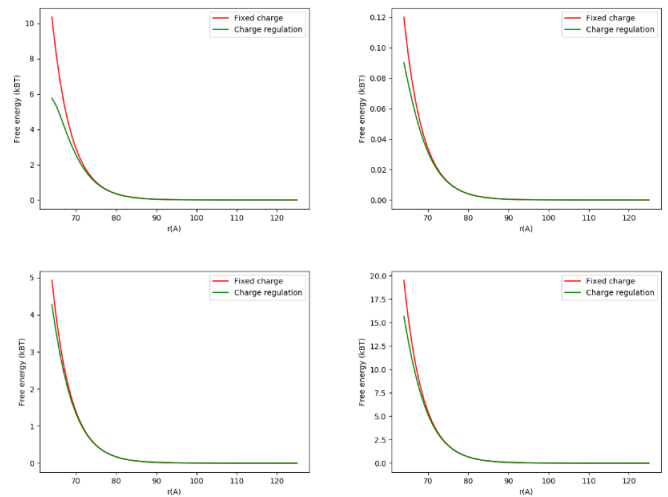 10
8
6
4
2
0
Free energy (kBT)
Fixed charge
Charge regulation
70 80 90 100 110 120
r(A)
0.12
0.10
0.08
0.06
0.04
0.02
0.00
Free energy (kBT)
Fixed charge
Charge regulation
70 80 90 100 110 120
r(A)
5
4
3
2
1
0
Free energy (kBT)
Fixed charge
Charge regulation
70 80 90 100 110 120
r(A)
20.0
17.5
15.0
12.5
10.0
7.5
5.0
2.5
0.0
Free energy (kBT)
Fixed charge
Charge regulation
70 80 90 100 110 120
r(A)